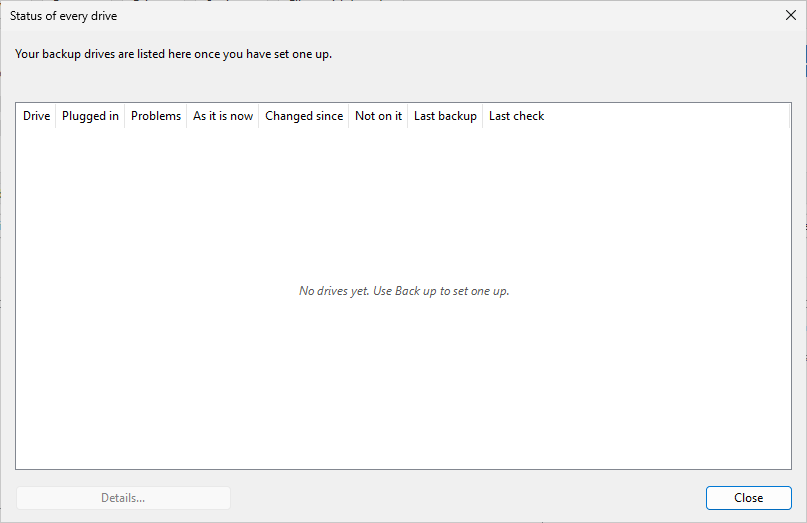 Status of every drive
Your backup drives are listed here once you have set one up.
Drive Plugged in Problems As it is now Changed since Not on it Last backup Last check
No drives yet. Use Back up to set one up.
Details... Close